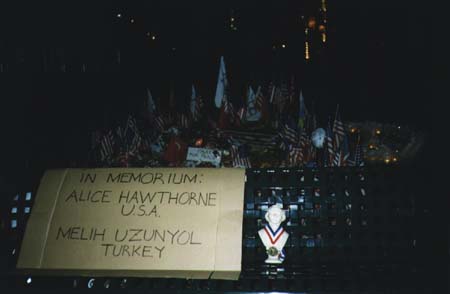 IN MEMORIUM:
ALICE HAWTHORNE
U.S.A.
MELIH UZUNYOL
TURKEY